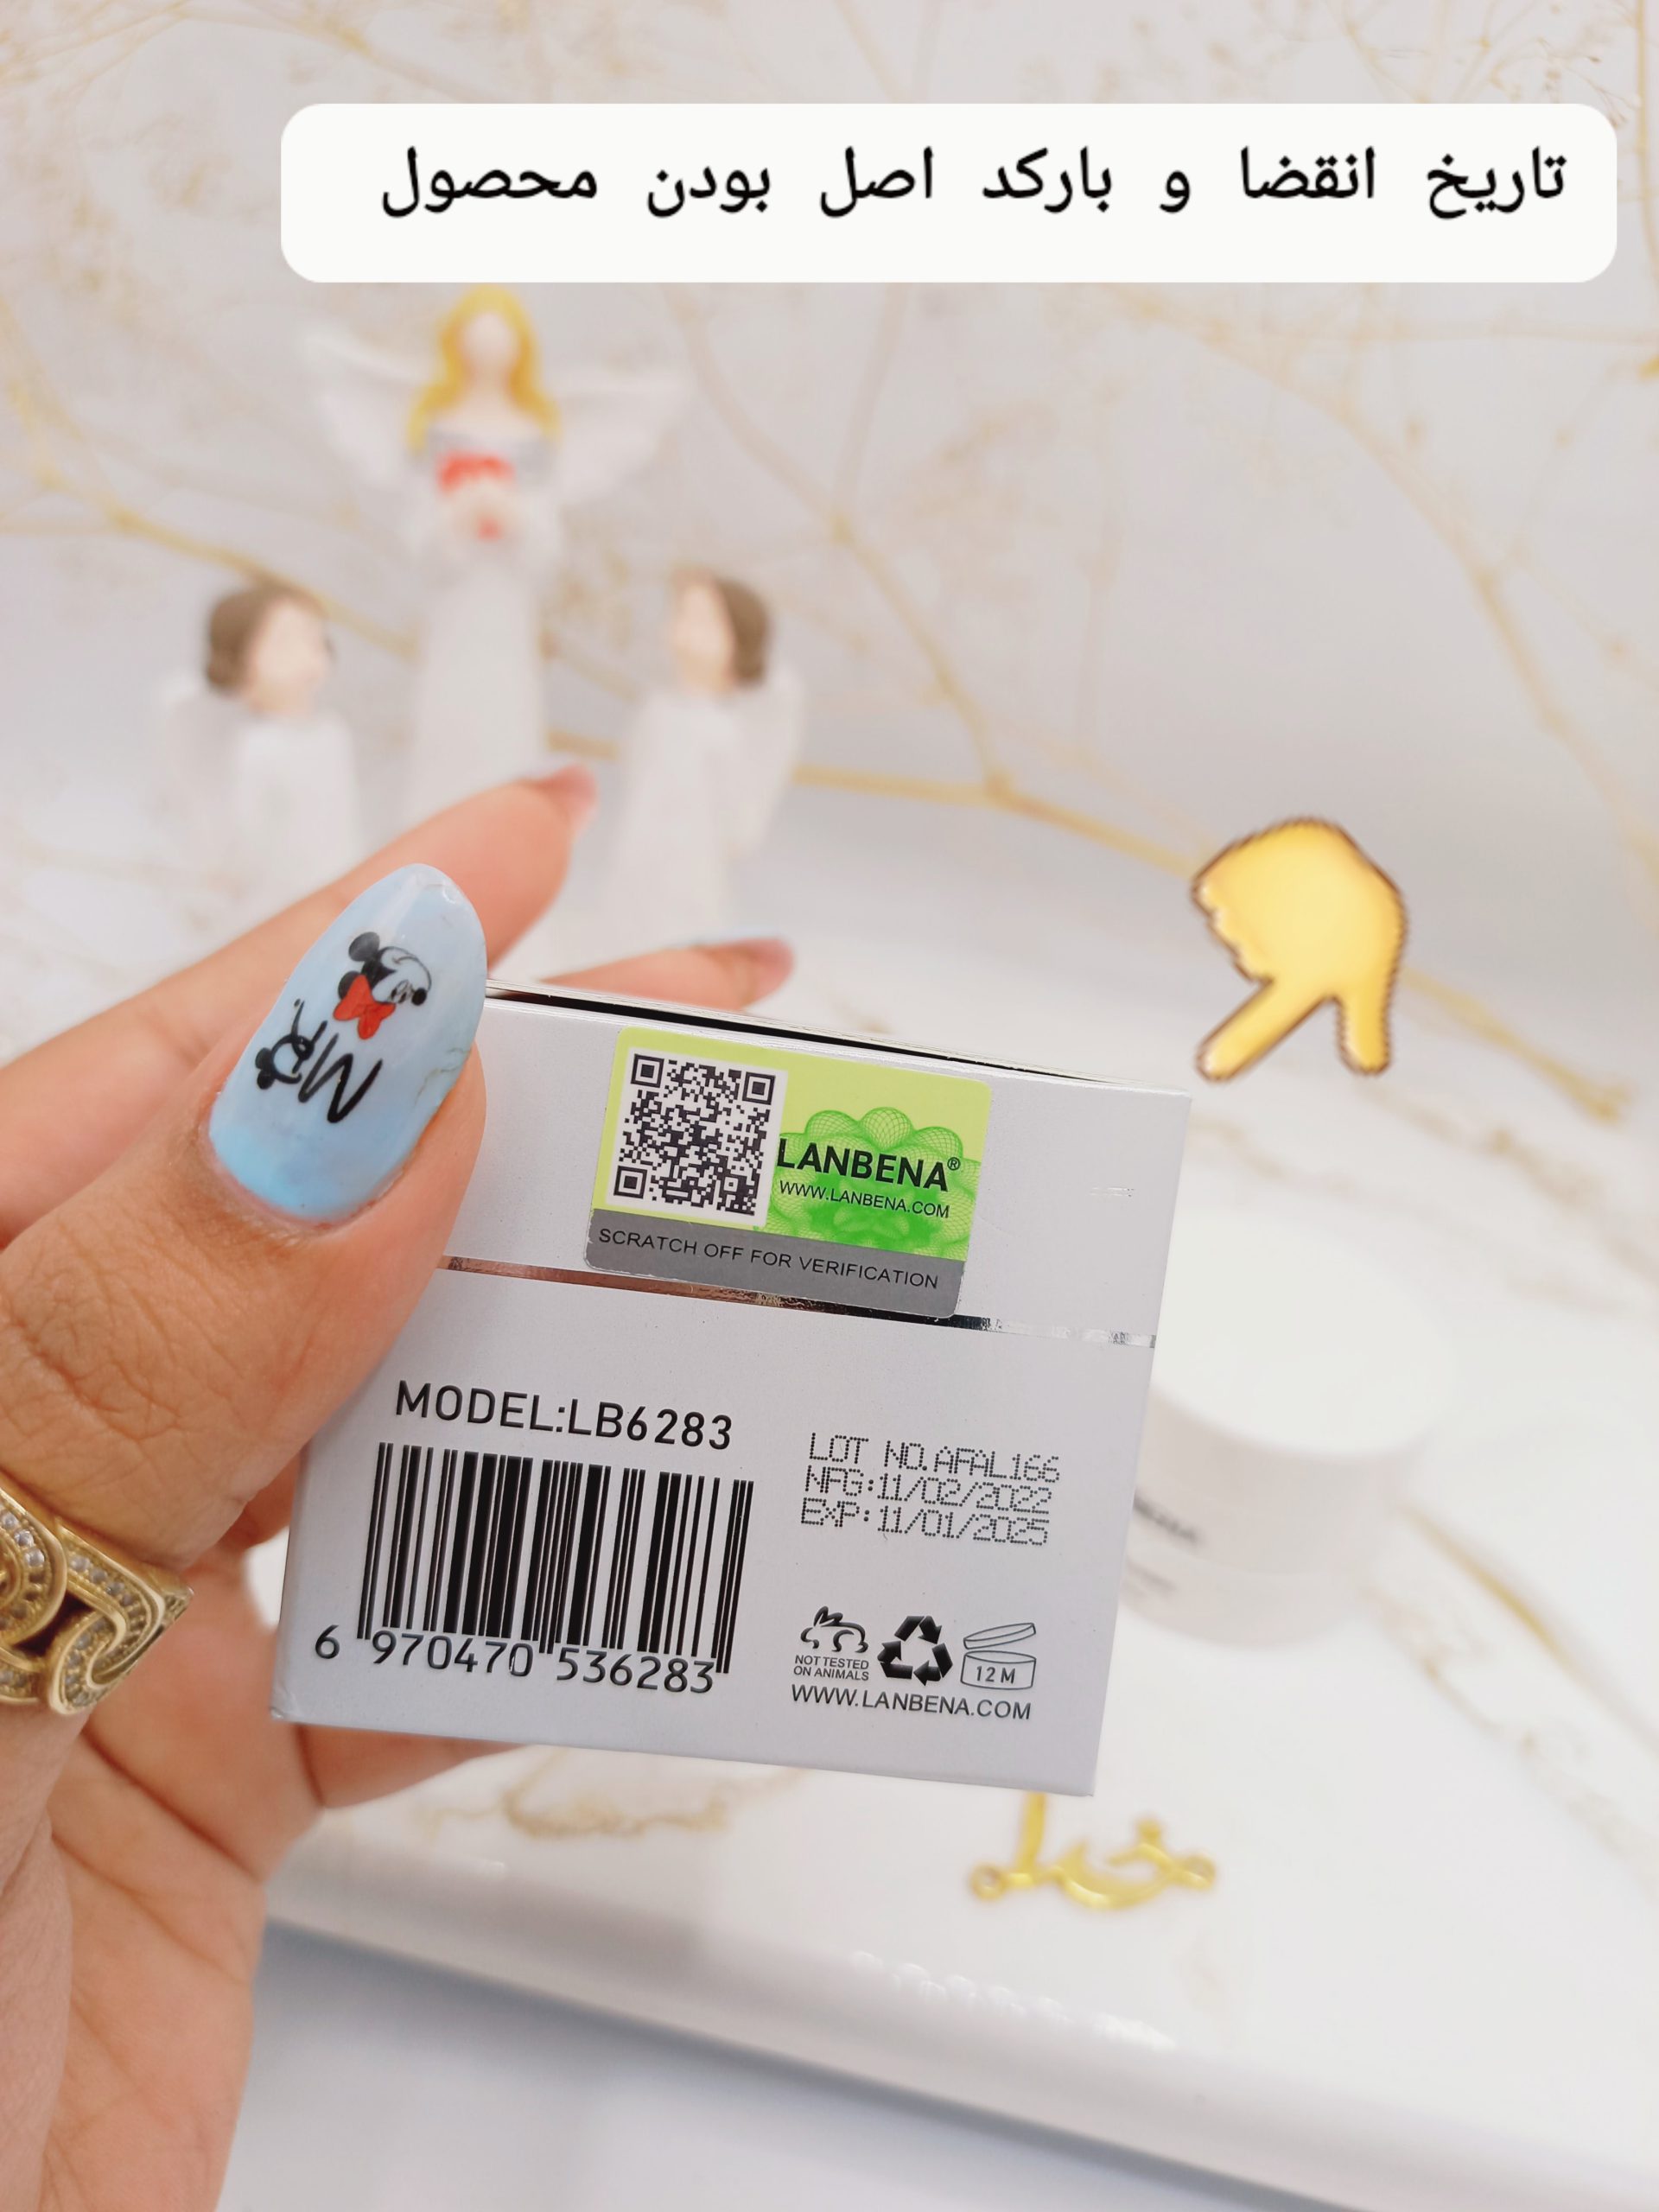 تاریخ انقضا و بارکد اصل بودن محصول
LANBENA®
WWW.LANBENA.COM
SCRATCH OFF FOR VERIFICATION
MODEL:LB6283
6 970470 536283
LOT NO.AFAL166
MFG:11/02/2022
EXP:11/01/2025
NOT TESTED
ON ANIMALS
12M
WWW.LANBENA.COM
خدا